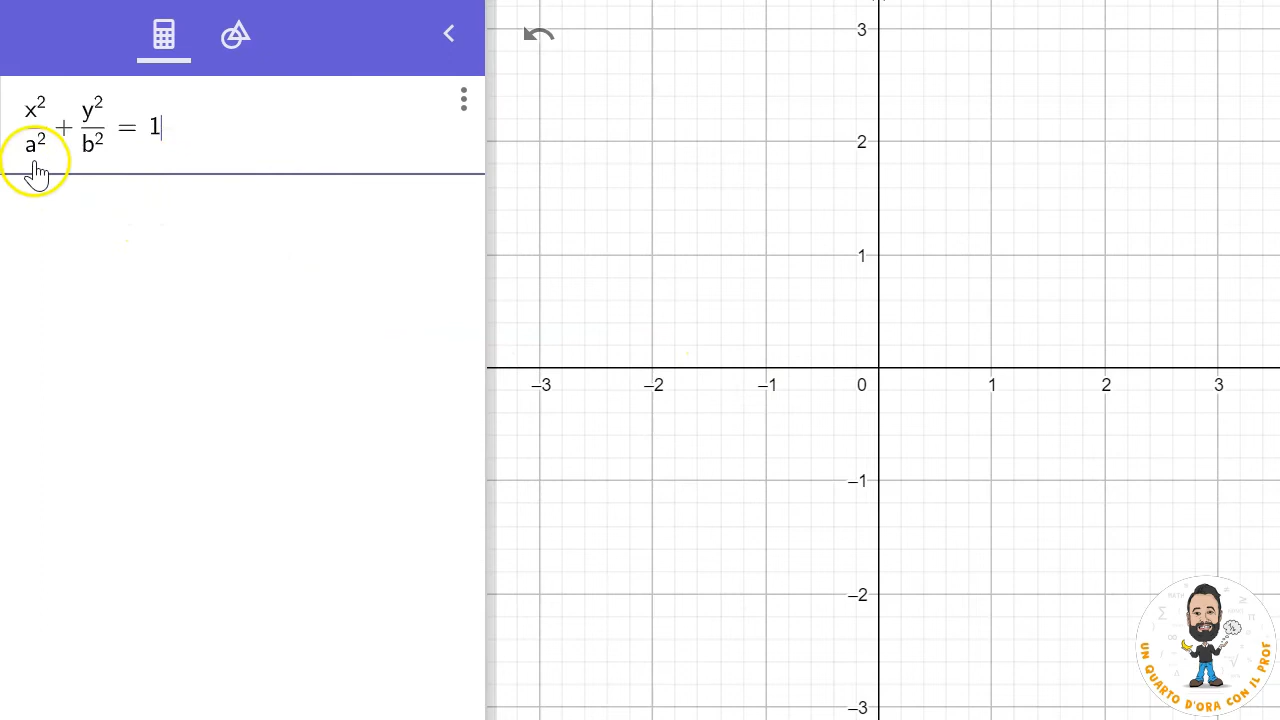 x² / a² + y² / b² = 1
3
2
1
–3 –2 –1 0 1 2 3
–1
–2
–3
UN QUARTO D'ORA CON IL PROF